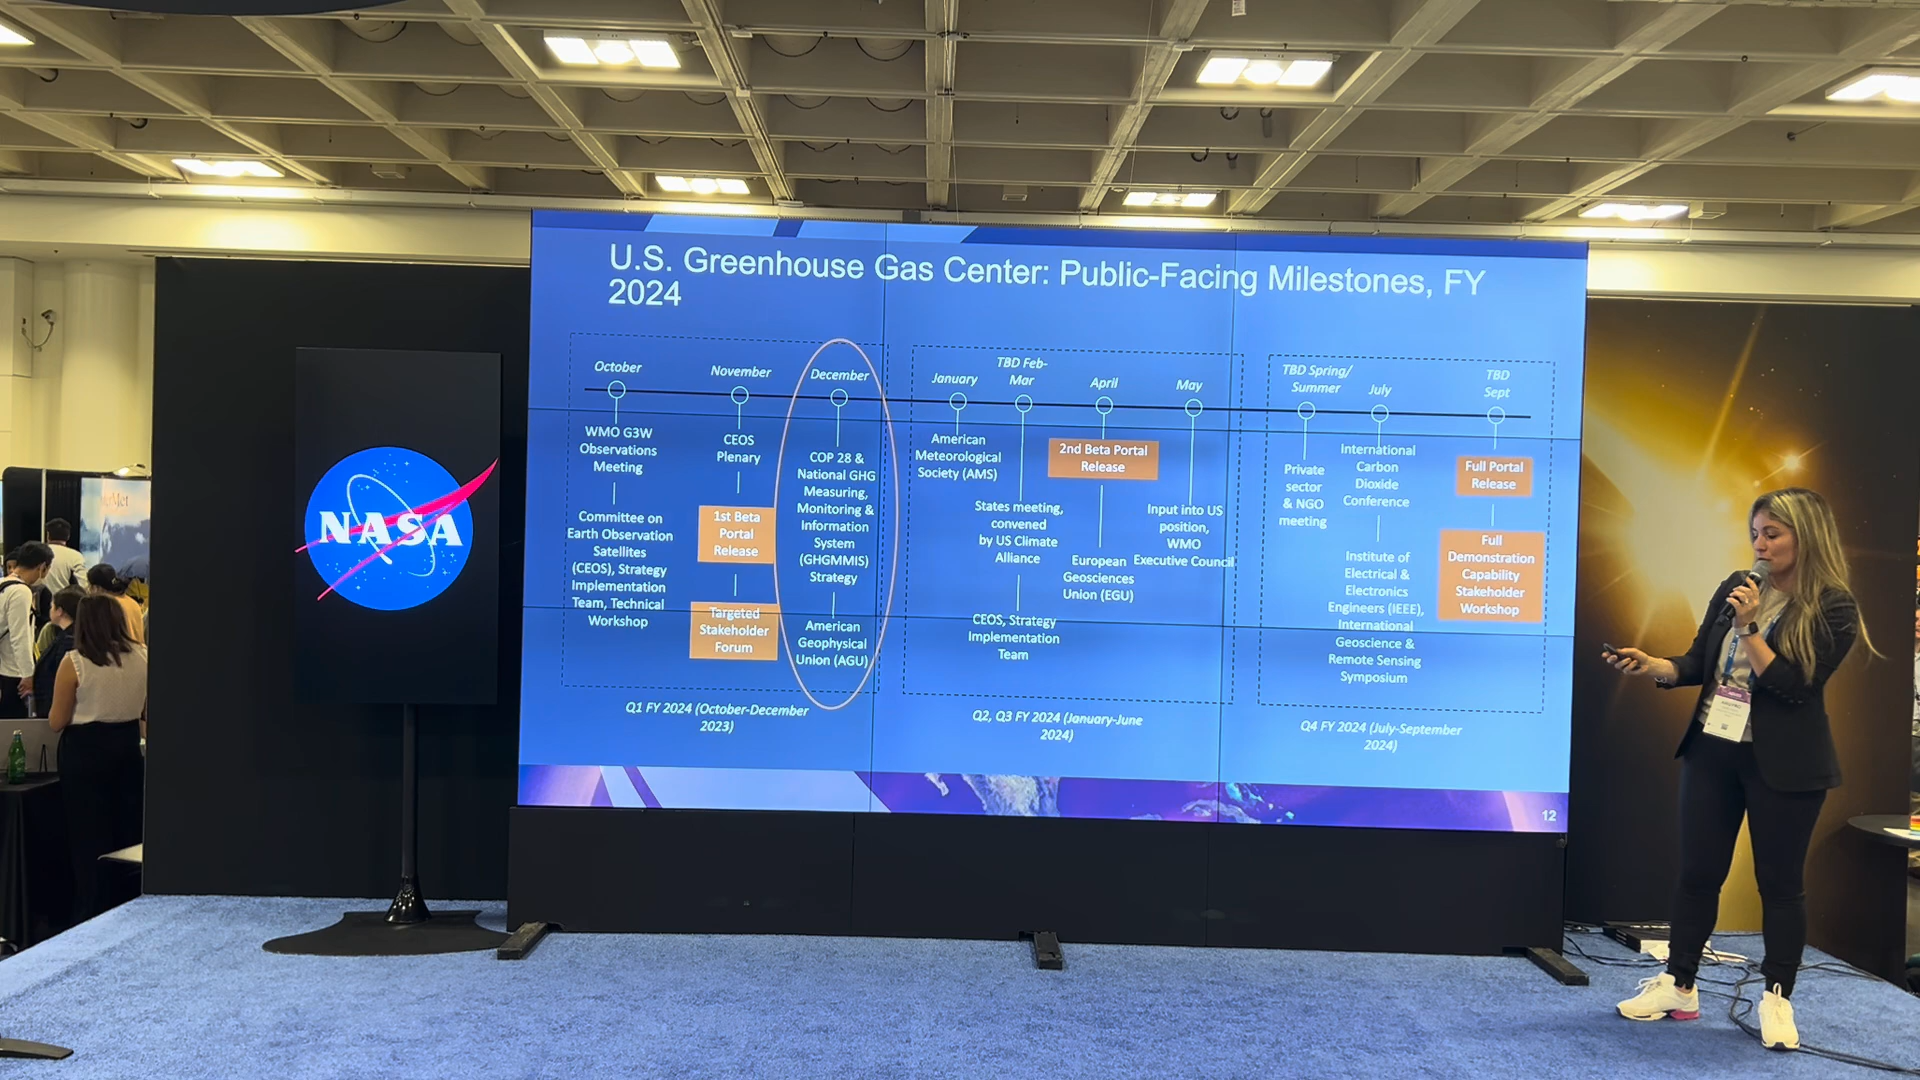 U.S. Greenhouse Gas Center: Public-Facing Milestones, FY
2024
October
WMO G3W
Observations
Meeting
Committee on
Earth Observation
Satellites
(CEOS), Strategy
Implementation
Team, Technical
Workshop
November
CEOS
Plenary
1st Beta
Portal
Release
Targeted
Stakeholder
Forum
December
COP 28 &
National GHG
Measuring,
Monitoring &
Information
System
(GHGMMIS)
Strategy
American
Geophysical
Union (AGU)
Q1 FY 2024 (October-December
2023)
January
American
Meteorological
Society (AMS)
TBD Feb-
Mar
States meeting,
convened
by US Climate
Alliance
CEOS, Strategy
Implementation
Team
April
2nd Beta Portal
Release
European
Geosciences
Union (EGU)
May
Input into US
position,
WMO
Executive Council
Q2, Q3 FY 2024 (January-June
2024)
TBD Spring/
Summer
Private
sector
& NGO
meeting
July
International
Carbon
Dioxide
Conference
Institute of
Electrical &
Electronics
Engineers (IEEE),
International
Geoscience &
Remote Sensing
Symposium
TBD
Sept
Full Portal
Release
Full
Demonstration
Capability
Stakeholder
Workshop
Q4 FY 2024 (July-September
2024)
12
NASA